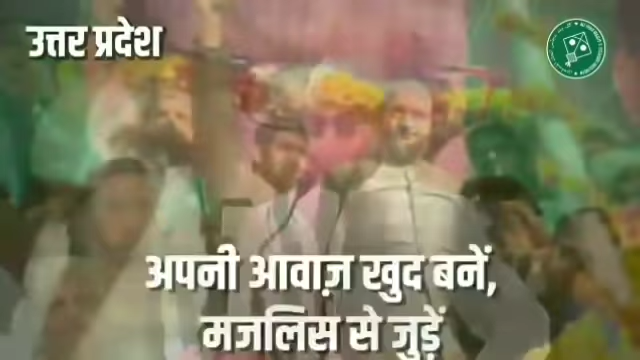 उत्तर प्रदेश
अपनी आवाज़ खुद बनें,
मजलिस से जुड़ें